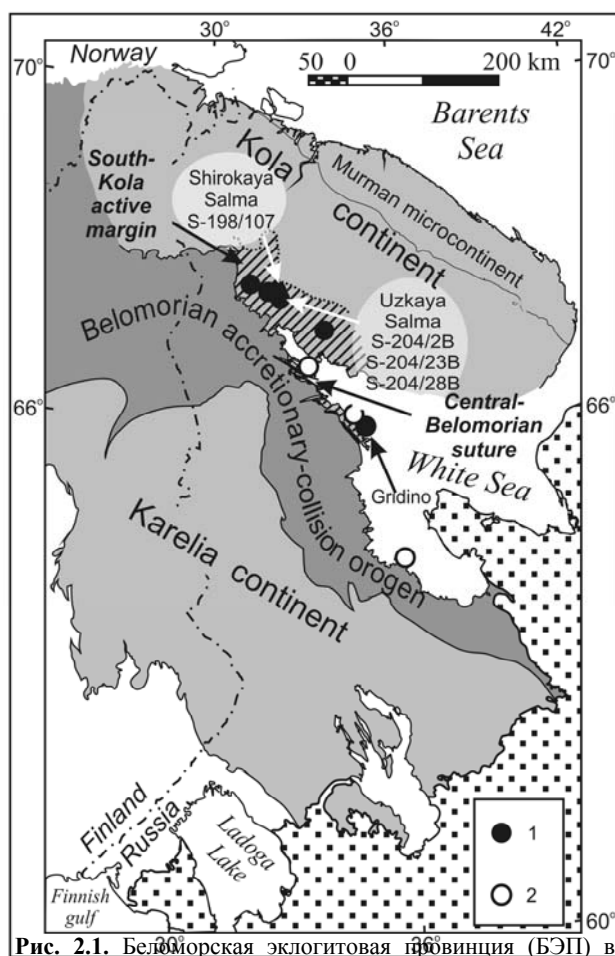 30°
36°
42°
Norway
70°
70°
50 0 200 km
Barents
Sea
Kola
continent
Murman microcontinent
South-
Kola
active
margin
Shirokaya
Salma
S-198/107
Uzkaya
Salma
S-204/2B
S-204/23B
S-204/28B
Belomorian accretionary-collision orogen
66°
66°
Central-
Belomorian
suture
White Sea
Gridino
Karelia continent
Finland
Russia
Ladoga
Lake
Finnish
gulf
1
2
60°
Рис. 2.1. Беломорская эклогитовая провинция (БЭП) в